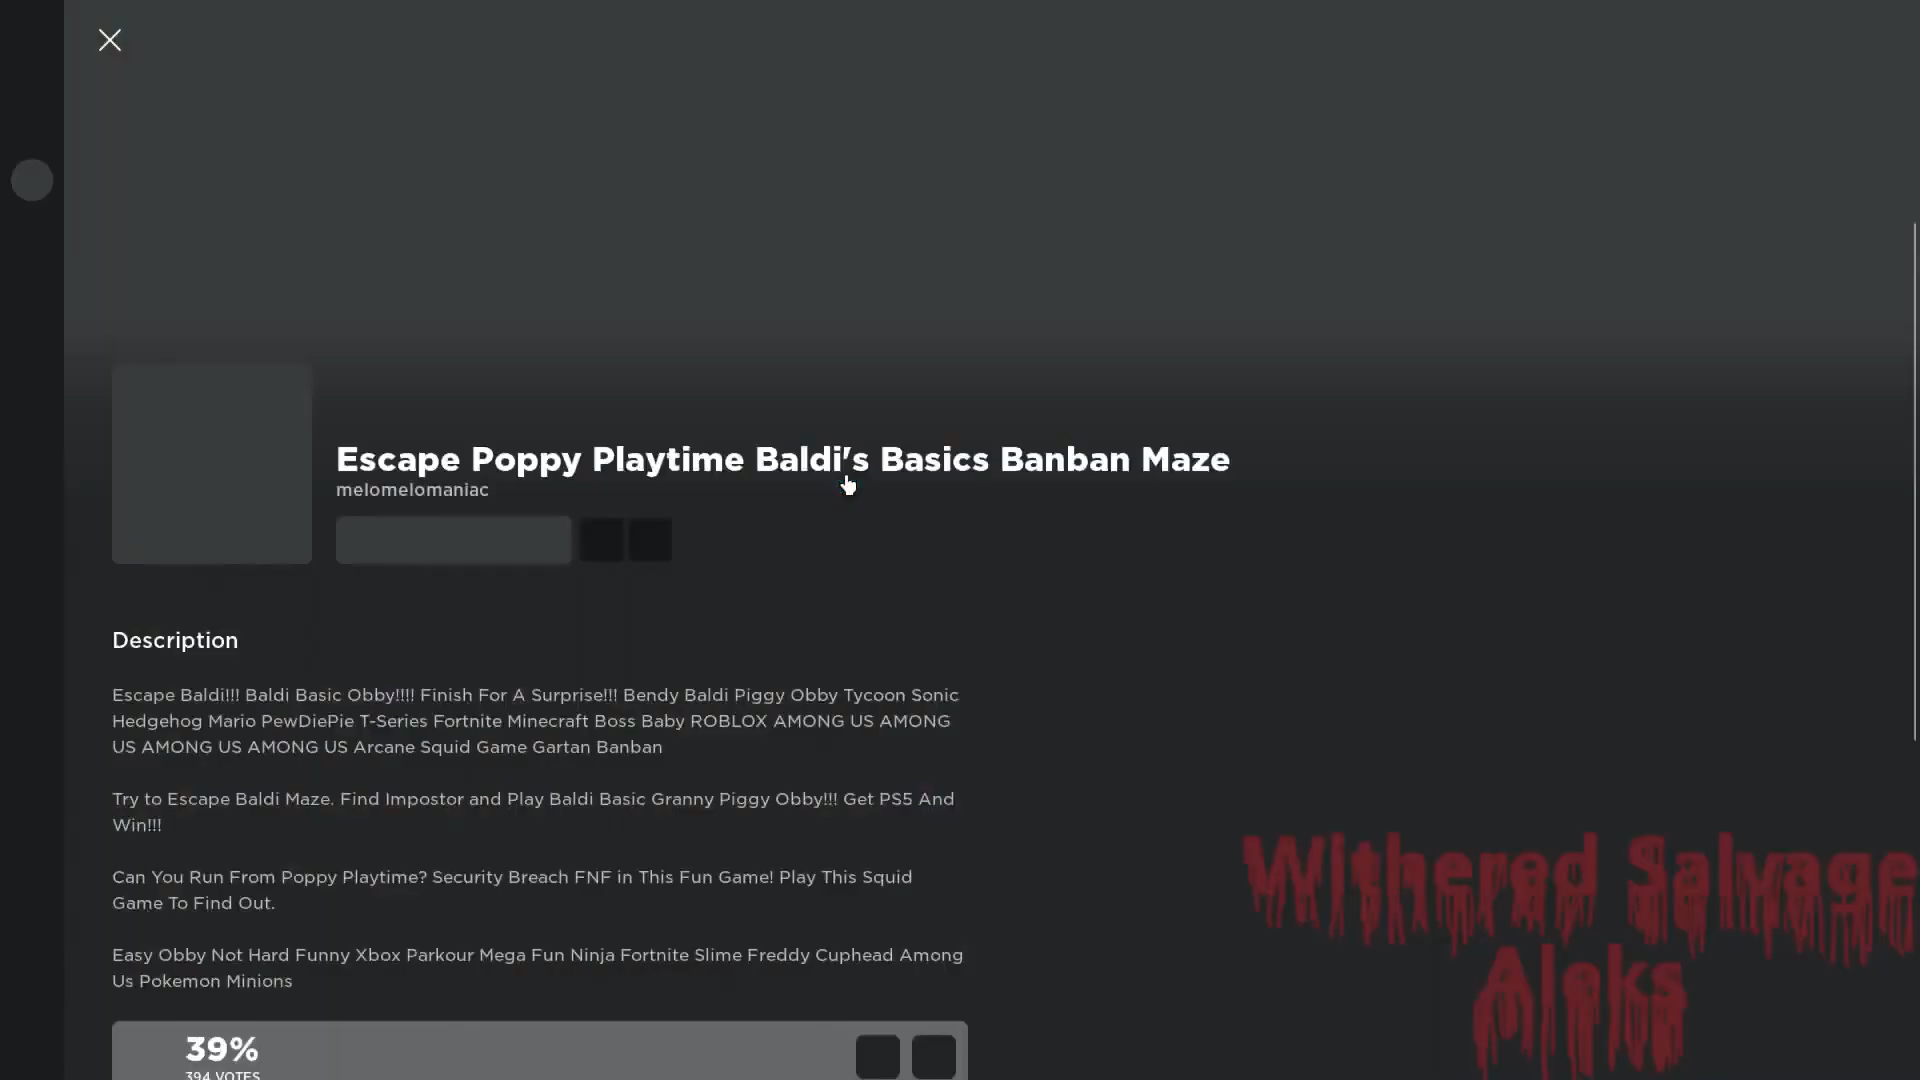 Escape Poppy Playtime Baldi's Basics Banban Maze
melomelomaniac
Description
Escape Baldi!!! Baldi Basic Obby!!!! Finish For A Surprise!!! Bendy Baldi Piggy Obby Tycoon Sonic
Hedgehog Mario PewDiePie T-Series Fortnite Minecraft Boss Baby ROBLOX AMONG US AMONG
US AMONG US AMONG US Arcane Squid Game Gartan Banban
Try to Escape Baldi Maze. Find Impostor and Play Baldi Basic Granny Piggy Obby!!! Get PS5 And
Win!!!
Can You Run From Poppy Playtime? Security Breach FNF in This Fun Game! Play This Squid
Game To Find Out.
Easy Obby Not Hard Funny Xbox Parkour Mega Fun Ninja Fortnite Slime Freddy Cuphead Among
Us Pokemon Minions
39%
394 VOTES
Withered Salvage
Aleks